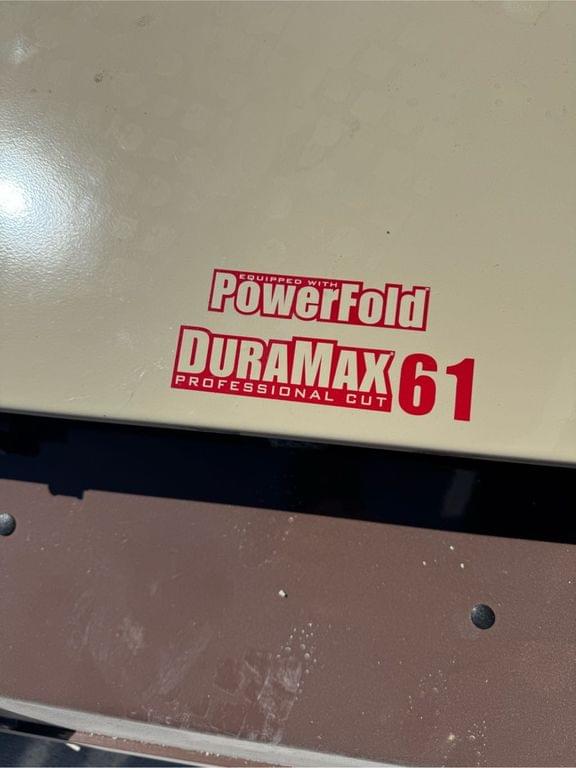 EQUIPPED WITH
PowerFold
DURAMAX 61
PROFESSIONAL CUT